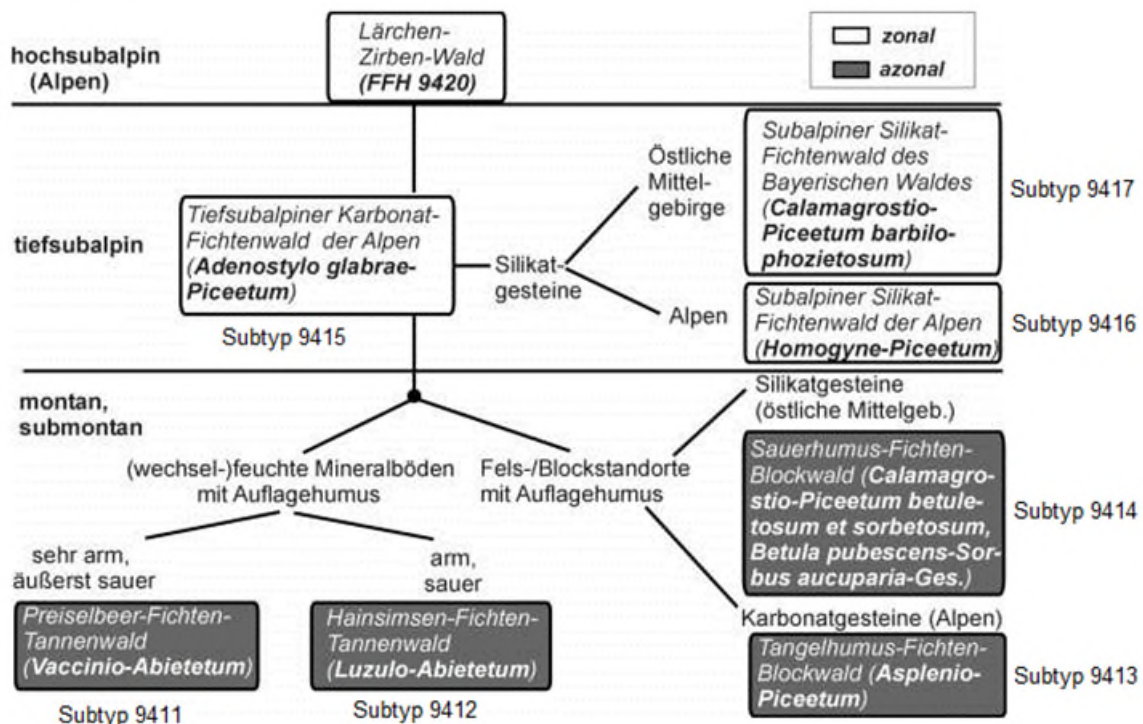 hochsubalpin
(Alpen)
Lärchen-
Zirben-Wald
(FFH 9420)
zonal
azonal
tiefsubalpin
Tiefsubalpiner Karbonat-
Fichtenwald der Alpen
(Adenostylo glabrae-
Piceetum)
Subtyp 9415
Silikat-
gesteine
Östliche
Mittel-
gebirge
Alpen
Subalpiner Silikat-
Fichtenwald des
Bayerischen Waldes
(Calamagrostio-
Piceetum barbilo-
phozietosum)
Subtyp 9417
Subalpiner Silikat-
Fichtenwald der Alpen
(Homogyne-Piceetum)
Subtyp 9416
montan,
submontan
(wechsel-)feuchte Mineralböden
mit Auflagehumus
Fels-/Blockstandorte
mit Auflagehumus
Silikatgesteine
(östliche Mittelgeb.)
Sauerhumus-Fichten-
Blockwald (Calamagro-
stio-Piceetum betule-
tosum et sorbetosum,
Betula pubescens-Sor-
bus aucuparia-Ges.)
Subtyp 9414
sehr arm,
äußerst sauer
arm,
sauer
Preiselbeer-Fichten-
Tannenwald
(Vaccinio-Abietetum)
Subtyp 9411
Hainsimsen-Fichten-
Tannenwald
(Luzulo-Abietetum)
Subtyp 9412
Karbonatgesteine (Alpen)
Tangelhumus-Fichten-
Blockwald (Asplenio-
Piceetum)
Subtyp 9413